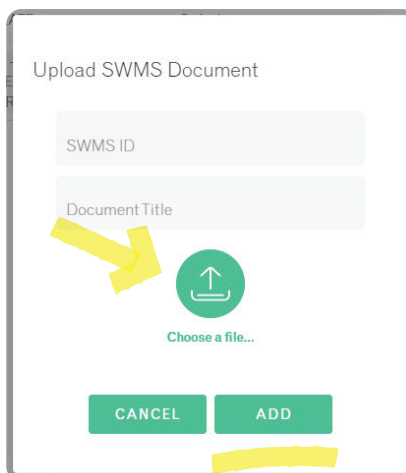 Upload SWMS Document
SWMS ID
Document Title
Choose a file...
CANCEL
ADD